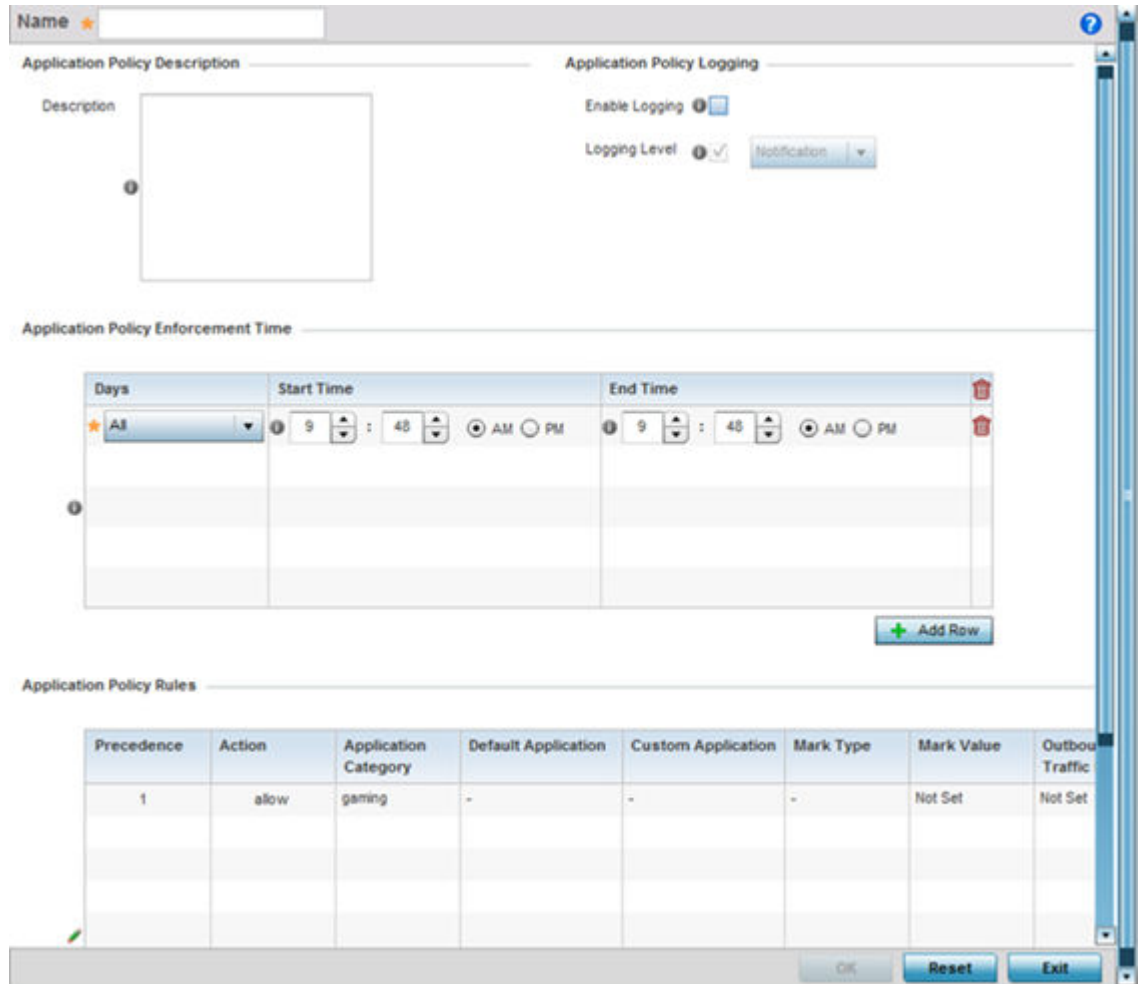 Name
Application Policy Description
Application Policy Logging
Description
Enable Logging
Logging Level Notification
Application Policy Enforcement Time
Days Start Time End Time
All 9 : 48 AM PM 9 : 48 AM PM
Add Row
Application Policy Rules
Precedence Action Application Category Default Application Custom Application Mark Type Mark Value Outbou Traffic
1 allow gaming - - - Not Set Not Set
OK Reset Exit